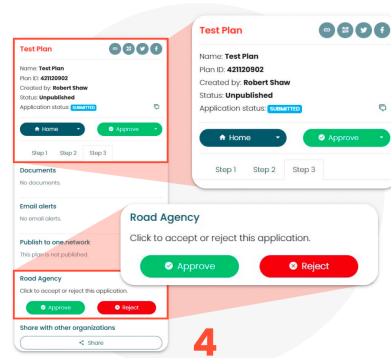 Test Plan
Name: Test Plan
Plan ID: 421120902
Created by: Robert Shaw
Status: Unpublished
Application status: SUBMITTED
Home
Approve
Step 1 Step 2 Step 3
Documents
No documents.
Email alerts
No email alerts.
Publish to one.network
This plan is not published.
Road Agency
Click to accept or reject this application.
Approve
Reject
Share with other organizations
Share
Test Plan
Name: Test Plan
Plan ID: 421120902
Created by: Robert Shaw
Status: Unpublished
Application status: SUBMITTED
Home
Approve
Step 1 Step 2 Step 3
Road Agency
Click to accept or reject this application.
Approve
Reject
4